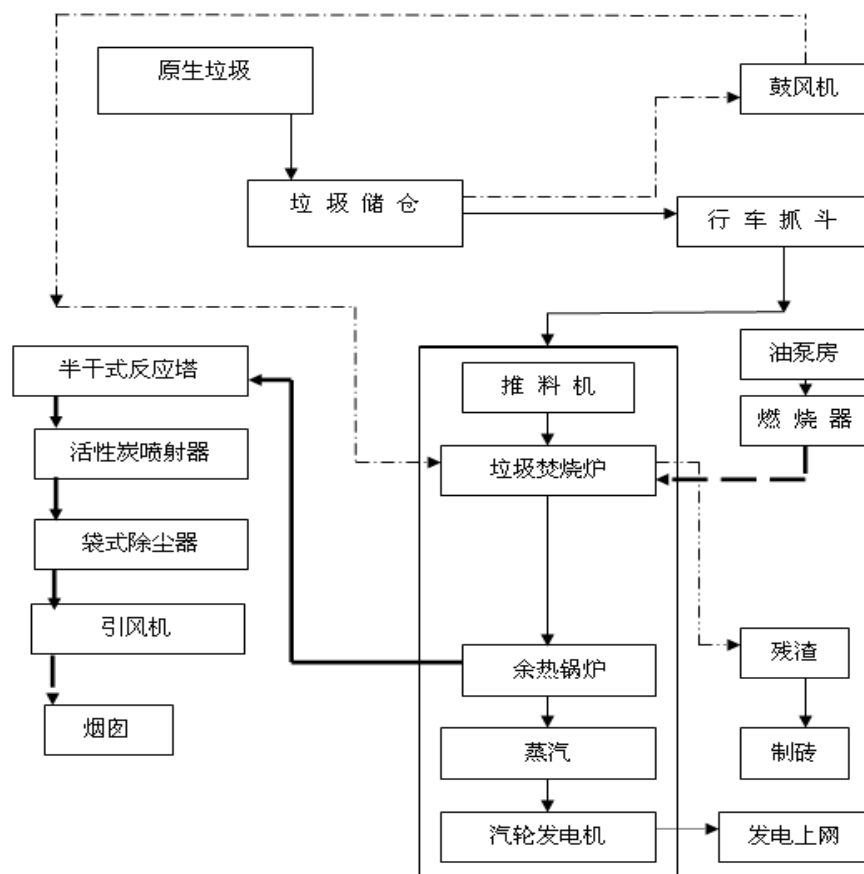 原生垃圾
鼓风机
垃 圾 储 仓
行 车 抓 斗
油泵房
半干式反应塔
推 料 机
燃 烧 器
活性炭喷射器
垃圾焚烧炉
袋式除尘器
引风机
残渣
余热锅炉
烟囱
蒸汽
制砖
汽轮发电机
发电上网